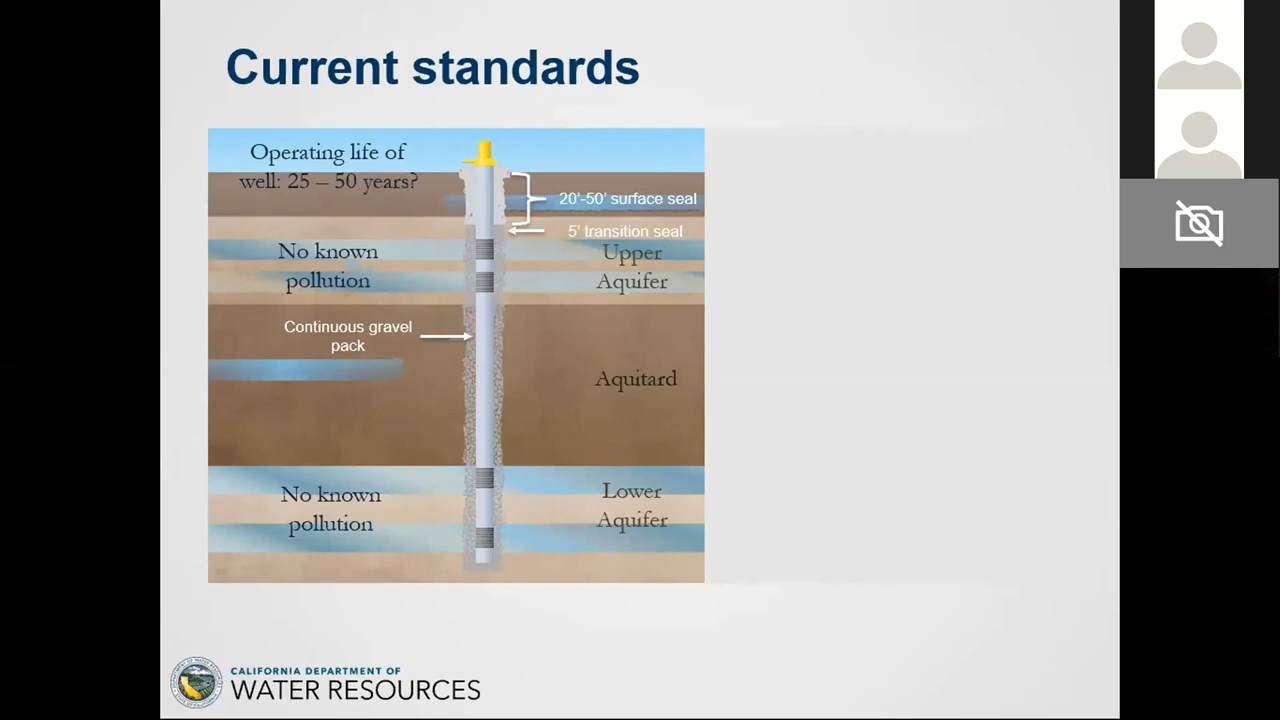 Current standards
Operating life of
well: 25 – 50 years?
20'-50' surface seal
5' transition seal
No known
pollution
Upper
Aquifer
Continuous gravel
pack
Aquitard
No known
pollution
Lower
Aquifer
CALIFORNIA DEPARTMENT OF
WATER RESOURCES